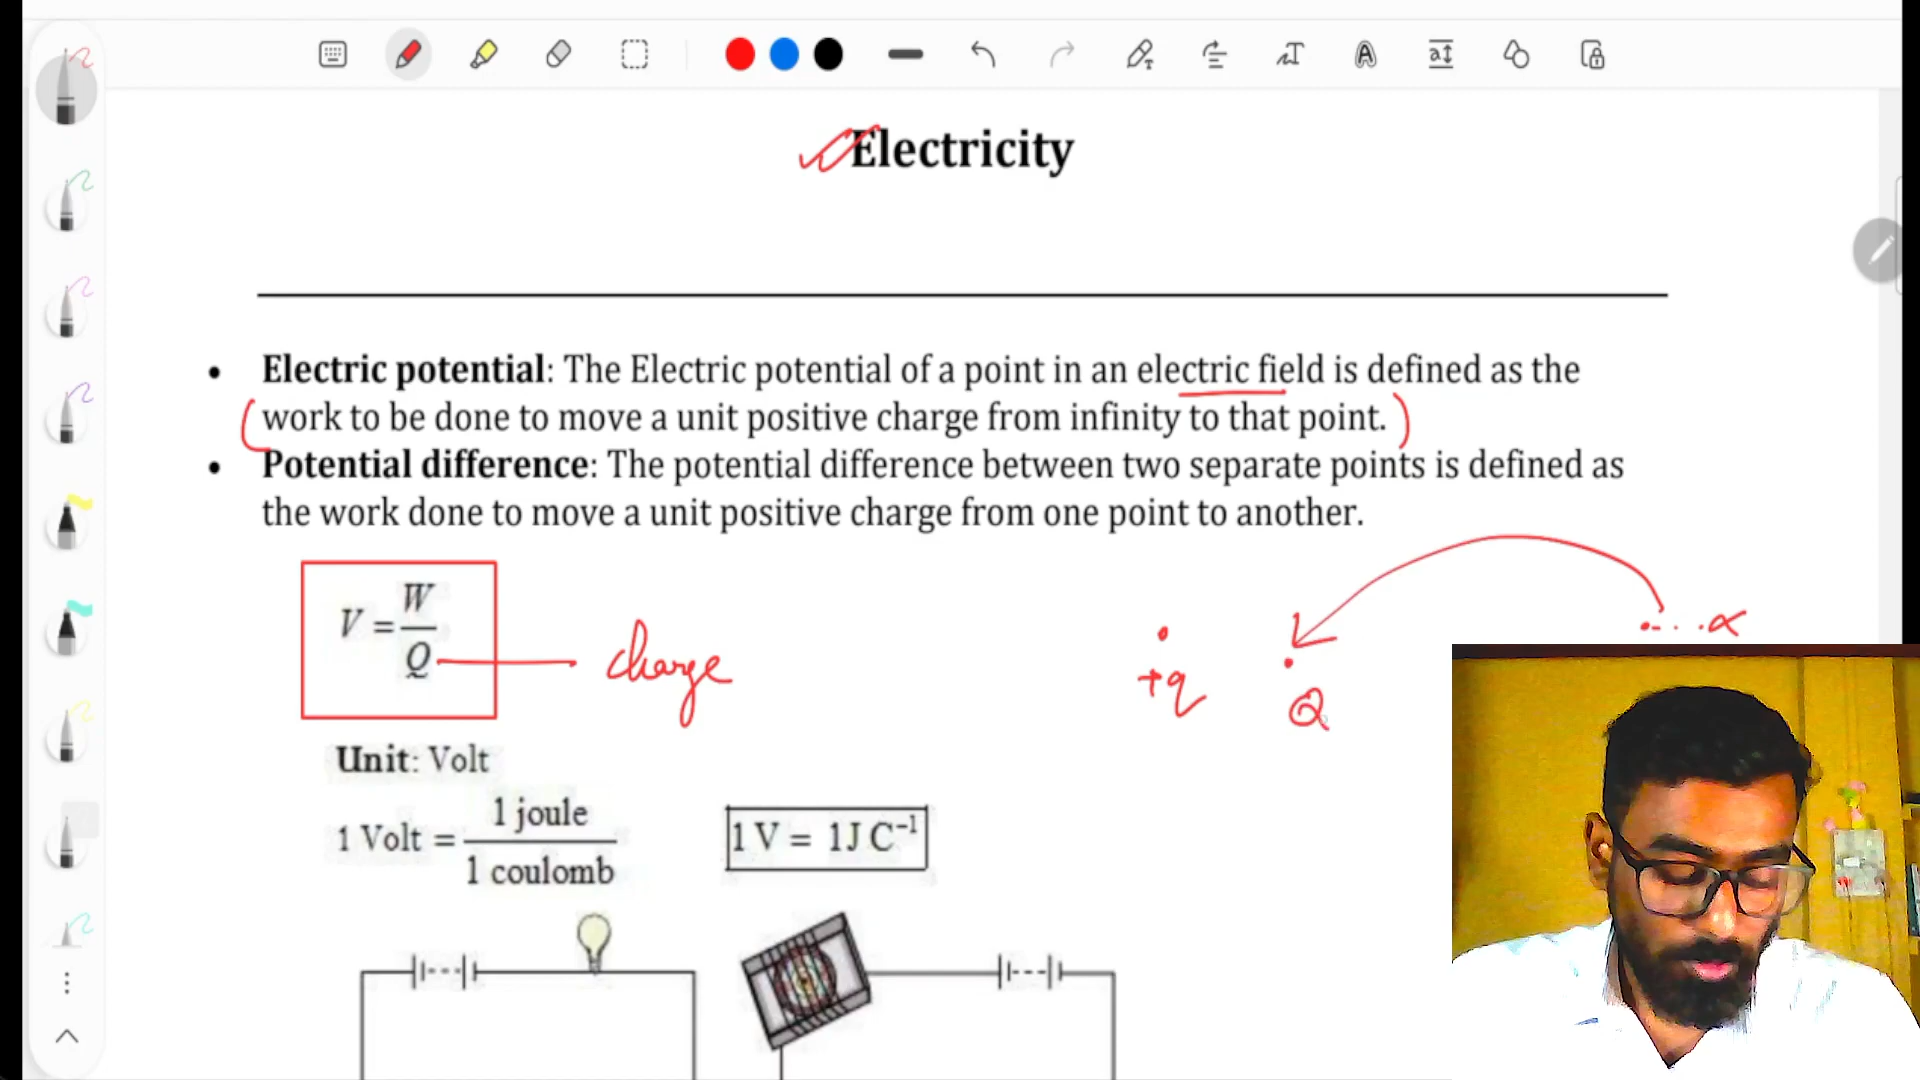 Electricity
• Electric potential: The Electric potential of a point in an electric field is defined as the
work to be done to move a unit positive charge from infinity to that point.
• Potential difference: The potential difference between two separate points is defined as
the work done to move a unit positive charge from one point to another.
V = W/Q
charge
+q
Q
∝
Unit: Volt
1 Volt = 1 joule / 1 coulomb
1 V = 1J C⁻¹